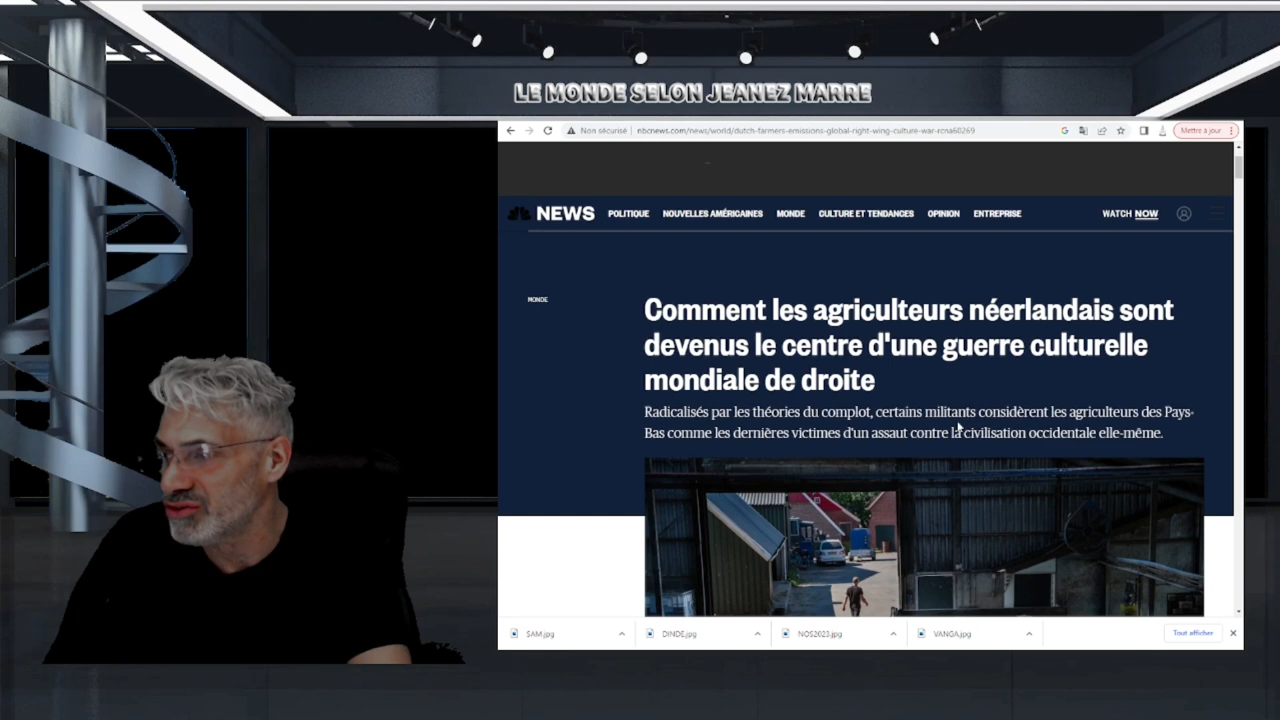 LE MONDE SELON JEANEZ MARRE
Non sécurisé | nbcnews.com/news/world/dutch-farmers-emissions-global-right-wing-culture-war-rcna60269
Mettre à jour
NEWS POLITIQUE NOUVELLES AMÉRICAINES MONDE CULTURE ET TENDANCES OPINION ENTREPRISE WATCH NOW
MONDE
Comment les agriculteurs néerlandais sont
devenus le centre d'une guerre culturelle
mondiale de droite
Radicalisés par les théories du complot, certains militants considèrent les agriculteurs des Pays-
Bas comme les dernières victimes d'un assaut contre la civilisation occidentale elle-même.
SAM.jpg DINDE.jpg NOS2023.jpg VANGA.jpg Tout afficher